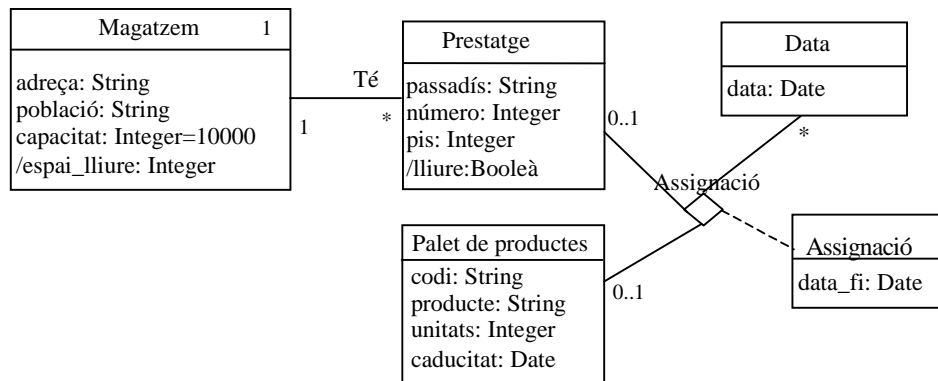 Magatzem 1
adreça: String
població: String
capacitat: Integer=10000
/espai_lliure: Integer
Té
1
*
Prestatge
passadís: String
número: Integer
pis: Integer
/lliure:Booleà
0..1
Data
data: Date
*
Assignació
Palet de productes
codi: String
producte: String
unitats: Integer
caducitat: Date
0..1
Assignació
data_fi: Date